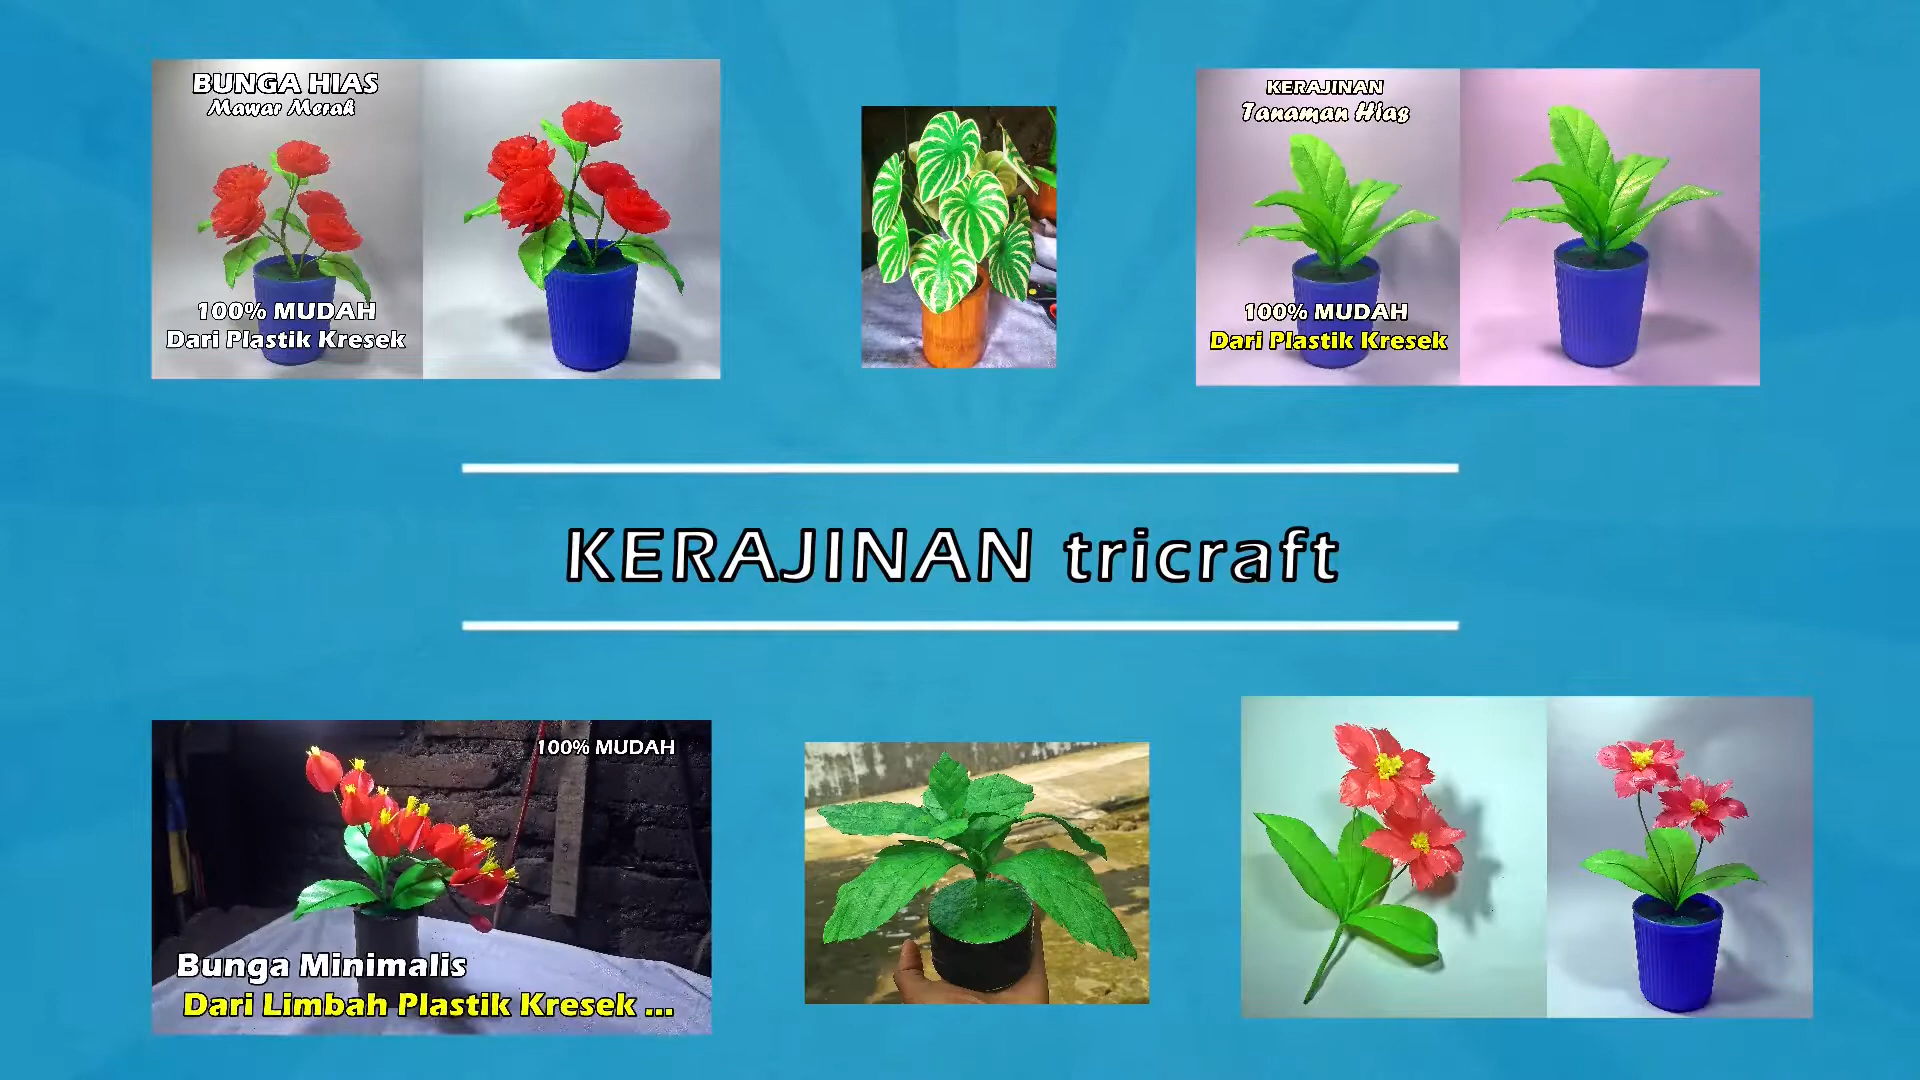 BUNGA HIAS
Mawar Merah
100% MUDAH
Dari Plastik Kresek
KERAJINAN
Tanaman Hias
100% MUDAH
Dari Plastik Kresek
KERAJINAN tricraft
100% MUDAH
Bunga Minimalis
Dari Limbah Plastik Kresek ...